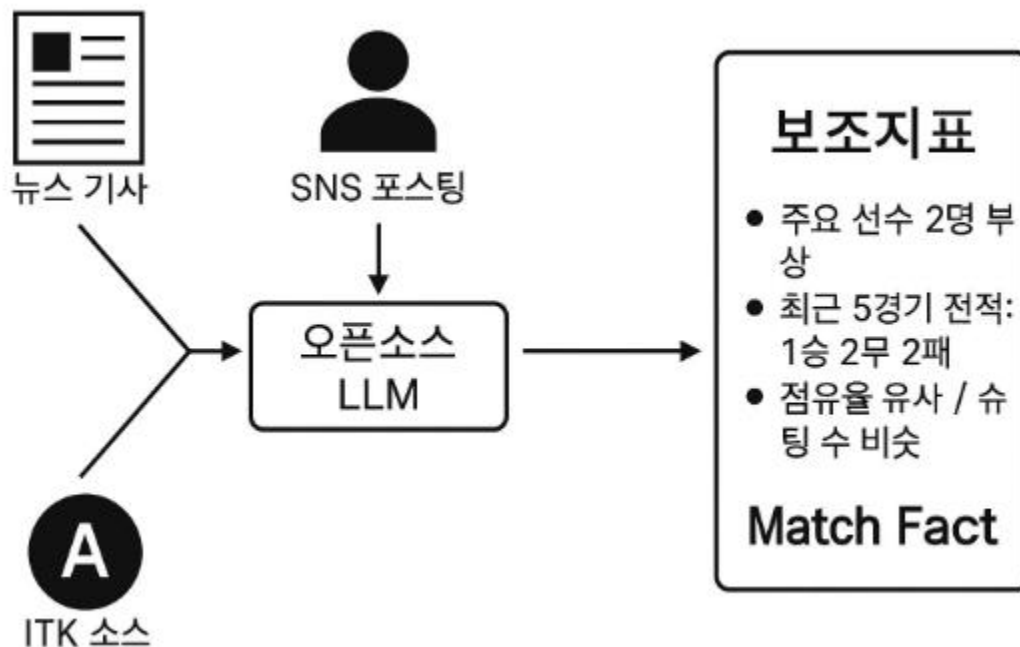 뉴스 기사
SNS 포스팅
오픈소스
LLM
A
ITK 소스
보조지표
● 주요 선수 2명 부
상
● 최근 5경기 전적:
1승 2무 2패
● 점유율 유사 / 슈
팅 수 비슷
Match Fact